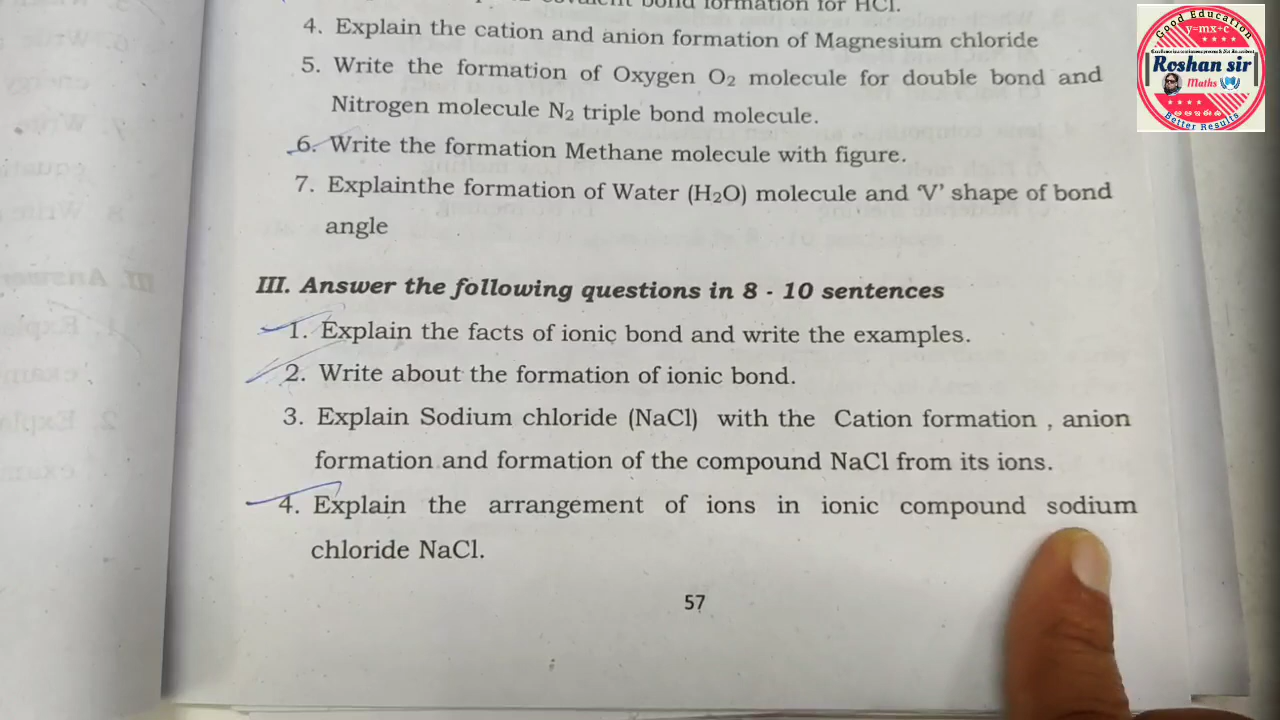 bond formation for HCl.
4. Explain the cation and anion formation of Magnesium chloride
5. Write the formation of Oxygen O₂ molecule for double bond and
Nitrogen molecule N₂ triple bond molecule.
6. Write the formation Methane molecule with figure.
7. Explainthe formation of Water (H₂O) molecule and ‘V’ shape of bond
angle
III. Answer the following questions in 8 - 10 sentences
1. Explain the facts of ionic bond and write the examples.
2. Write about the formation of ionic bond.
3. Explain Sodium chloride (NaCl) with the Cation formation , anion
formation and formation of the compound NaCl from its ions.
4. Explain the arrangement of ions in ionic compound sodium
chloride NaCl.
57
Good Education
y=mx+c
Roshan sir
Maths
Better Results